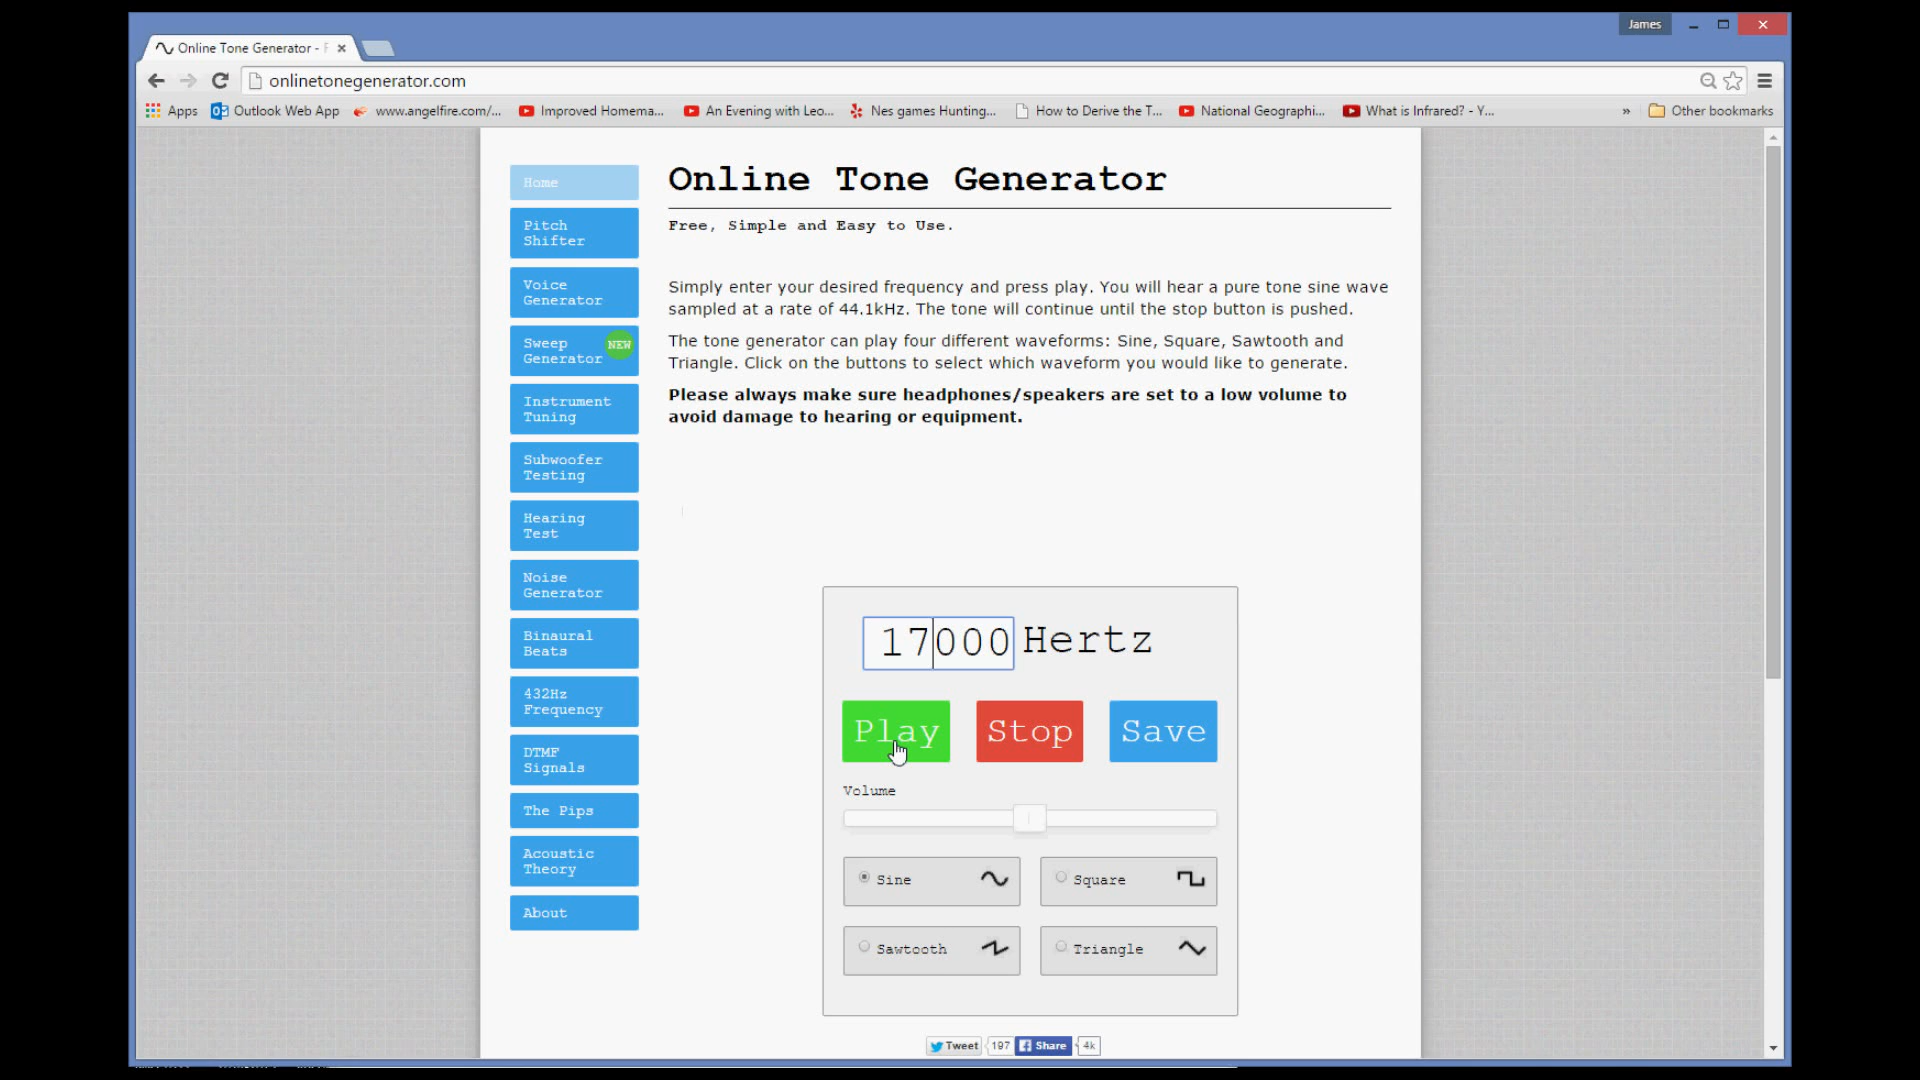 James
Online Tone Generator - F
onlinetonegenerator.com
Apps
Outlook Web App
www.angelfire.com/...
Improved Homema...
An Evening with Leo...
Nes games Hunting...
How to Derive the T...
National Geographi...
What is Infrared? - Y...
»
Other bookmarks
Home
Pitch
Shifter
Voice
Generator
Sweep
Generator
NEW
Instrument
Tuning
Subwoofer
Testing
Hearing
Test
Noise
Generator
Binaural
Beats
432Hz
Frequency
DTMF
Signals
The Pips
Acoustic
Theory
About
Online Tone Generator
Free, Simple and Easy to Use.
Simply enter your desired frequency and press play. You will hear a pure tone sine wave
sampled at a rate of 44.1kHz. The tone will continue until the stop button is pushed.
The tone generator can play four different waveforms: Sine, Square, Sawtooth and
Triangle. Click on the buttons to select which waveform you would like to generate.
Please always make sure headphones/speakers are set to a low volume to
avoid damage to hearing or equipment.
17000 Hertz
Play
Stop
Save
Volume
Sine
Square
Sawtooth
Triangle
Tweet
197
Share
4k